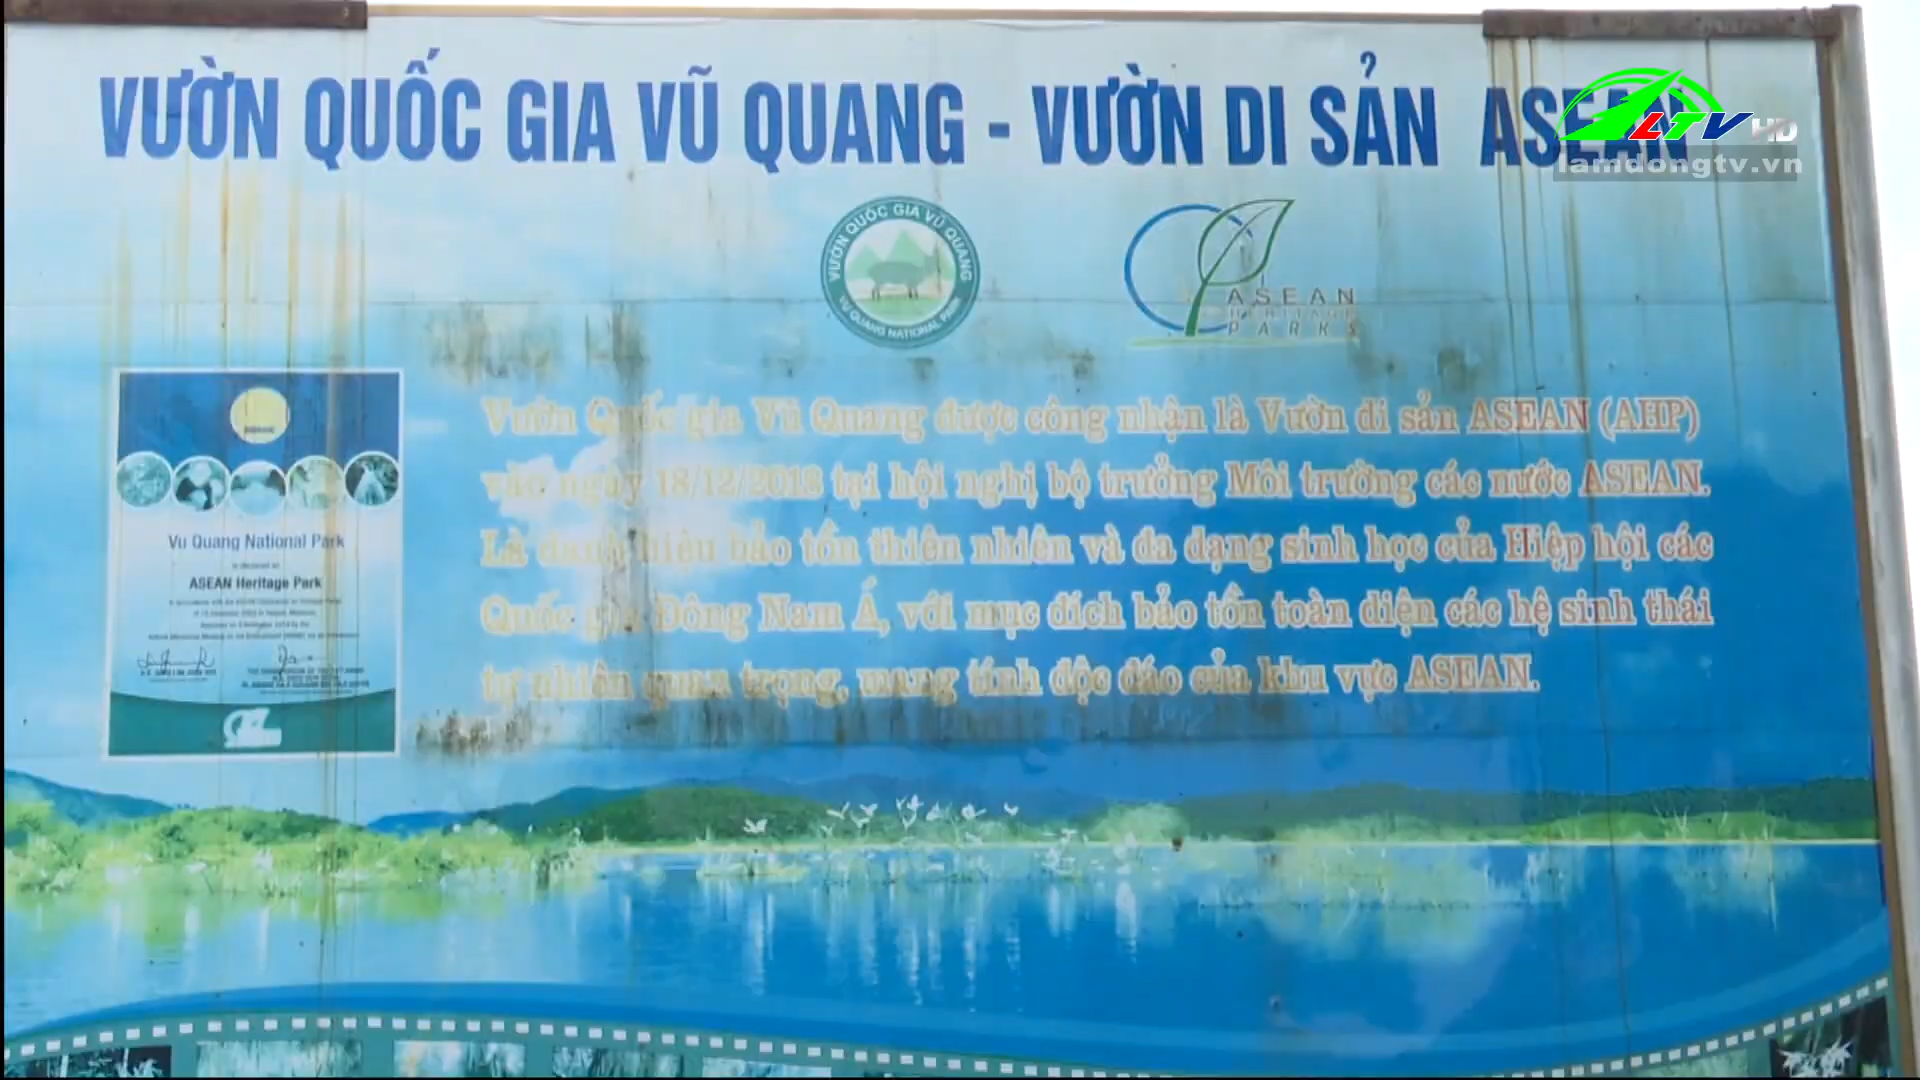 VƯỜN QUỐC GIA VŨ QUANG - VƯỜN DI SẢN ASEAN
LTV HD
lamdongtv.vn
VƯỜN QUỐC GIA VŨ QUANG
VU QUANG NATIONAL PARK
ASEAN
HERITAGE
PARKS
Vườn Quốc gia Vũ Quang được công nhận là Vườn di sản ASEAN (AHP)
vào ngày 18/12/2018 tại hội nghị bộ trưởng Môi trường các nước ASEAN.
Là danh hiệu bảo tồn thiên nhiên và đa dạng sinh học của Hiệp hội các
Quốc gia Đông Nam Á, với mục đích bảo tồn toàn diện các hệ sinh thái
tự nhiên quan trọng, mang tính độc đáo của khu vực ASEAN.
Vu Quang National Park
is declared as
ASEAN Heritage Park